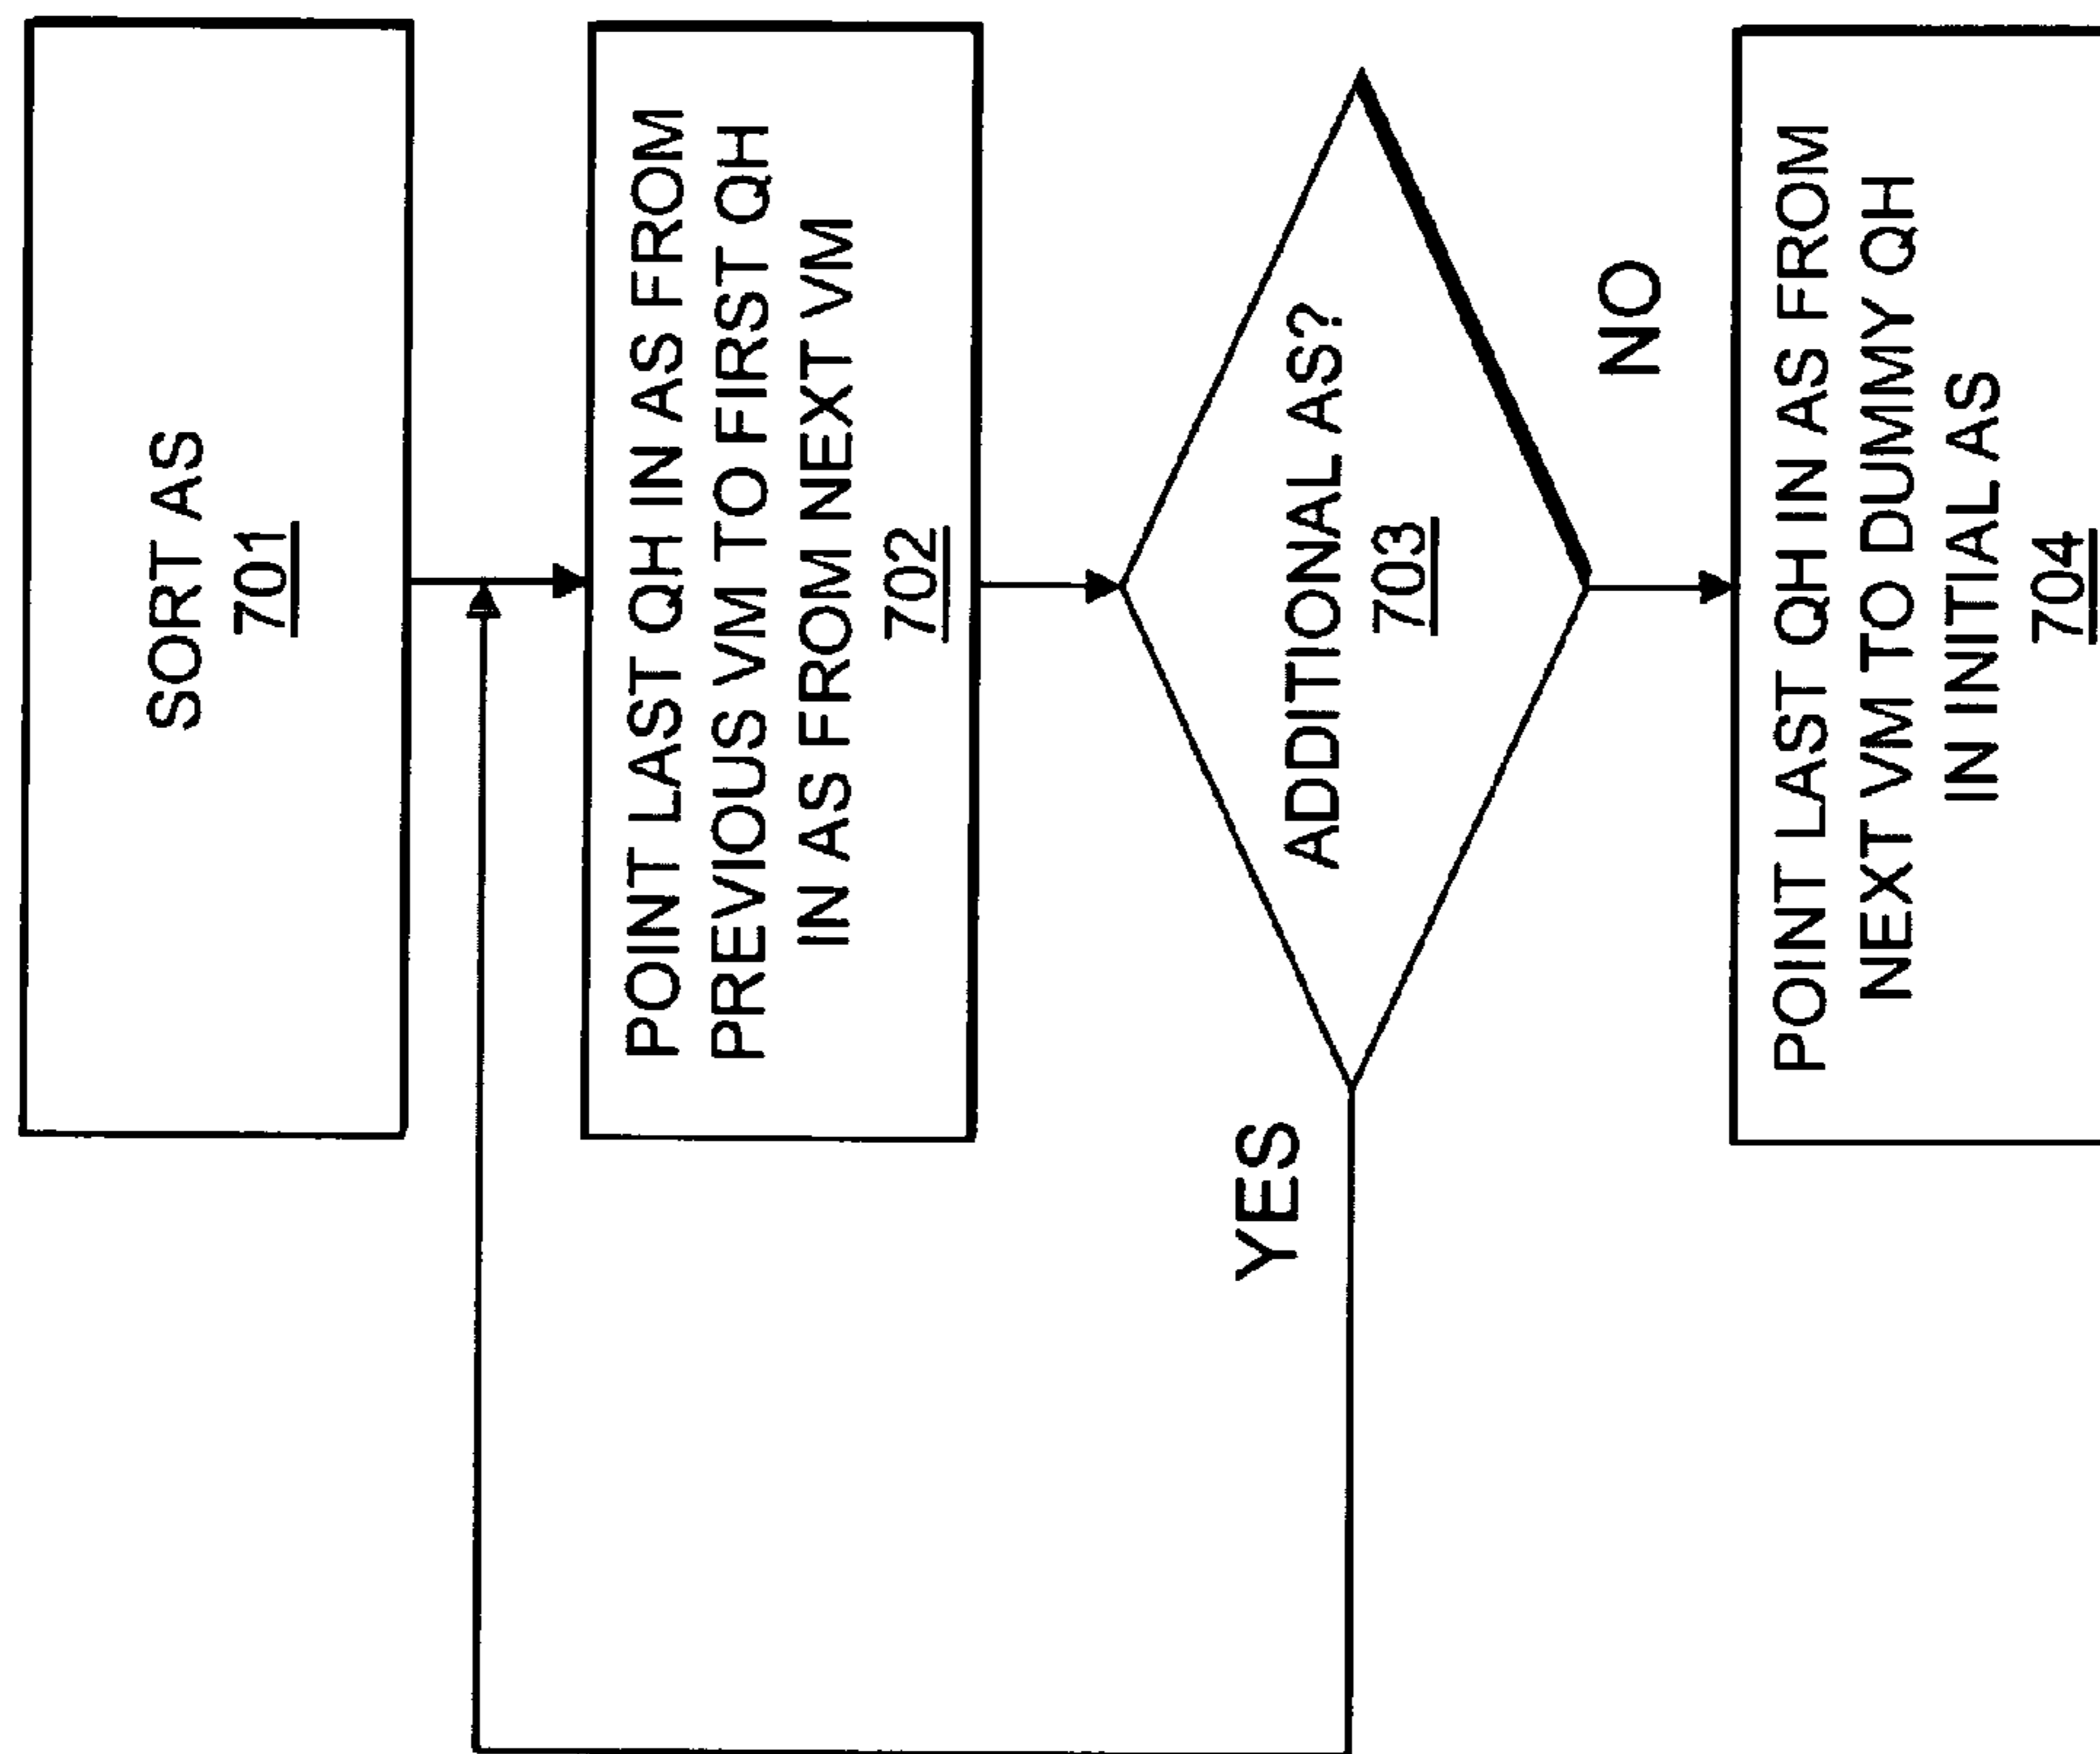 SORT AS
701
POINT LAST QH IN AS FROM
PREVIOUS VM TO FIRST QH
IN AS FROM NEXT VM
702
ADDITIONAL AS?
703
YES
NO
POINT LAST QH IN AS FROM
NEXT VM TO DUMMY QH
IN INITIAL AS
704